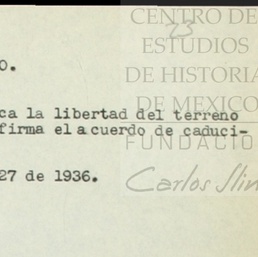 CENTRO DE
ESTUDIOS
23
O.
DE HISTORIA
DE MEXICO
ca la libertad del terreno
firma el acuerdo de caduci-
FUNDACIO
27 de 1936.
Carlos Slim